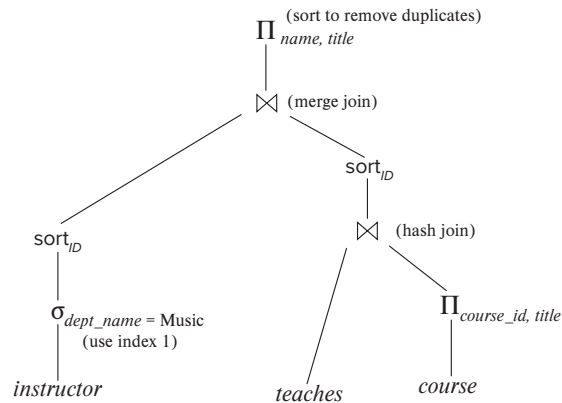 (sort to remove duplicates)
Π name, title
⋈ (merge join)
sort ID
sort ID
⋈ (hash join)
σ dept_name = Music
(use index 1)
Π course_id, title
instructor
teaches
course